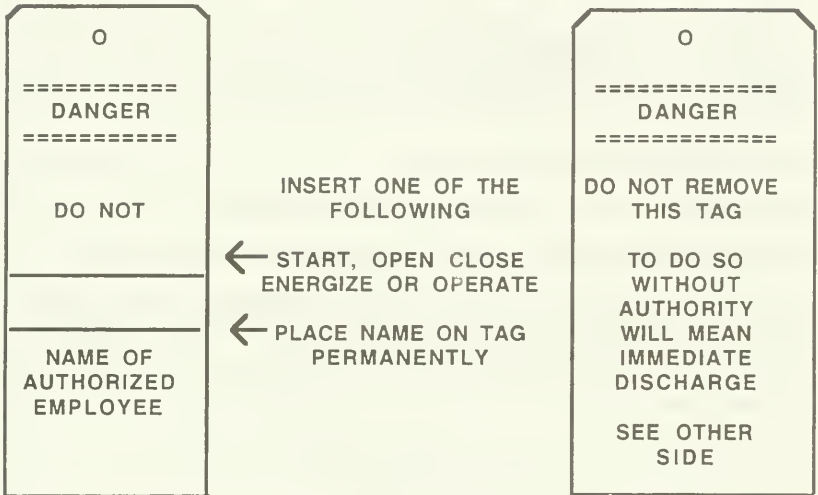 O
===========
DANGER
===========
DO NOT
NAME OF
AUTHORIZED
EMPLOYEE
INSERT ONE OF THE
FOLLOWING
START, OPEN CLOSE
ENERGIZE OR OPERATE
PLACE NAME ON TAG
PERMANENTLY
O
=============
DANGER
=============
DO NOT REMOVE
THIS TAG
TO DO SO
WITHOUT
AUTHORITY
WILL MEAN
IMMEDIATE
DISCHARGE
SEE OTHER
SIDE